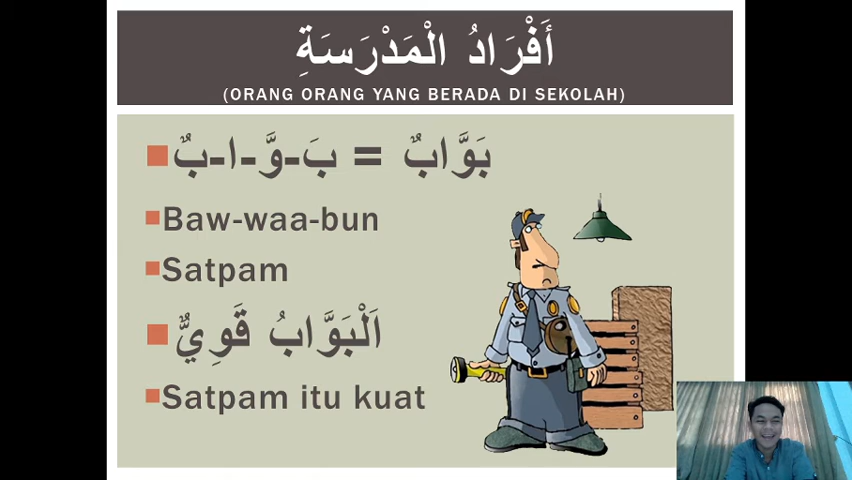 أَفْرَادُ الْمَدْرَسَةِ
(ORANG ORANG YANG BERADA DI SEKOLAH)
بَوَّابٌ = بَ-وَّ-ا-بٌ
Baw-waa-bun
Satpam
اَلْبَوَّابُ قَوِيٌّ
Satpam itu kuat